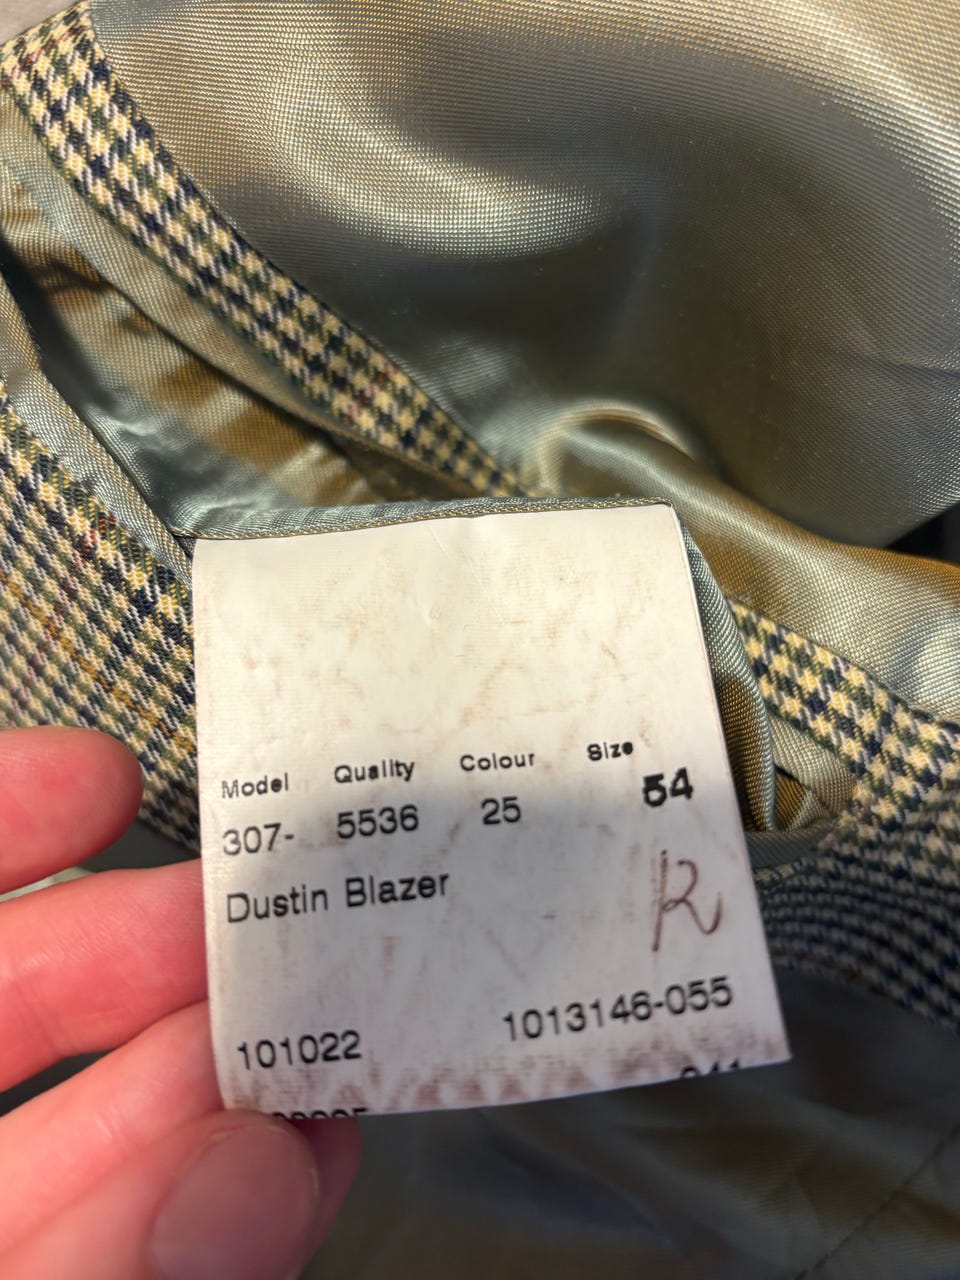 Model Quality Colour Size
307- 5536 25 54
Dustin Blazer
R
101022 1013146-055